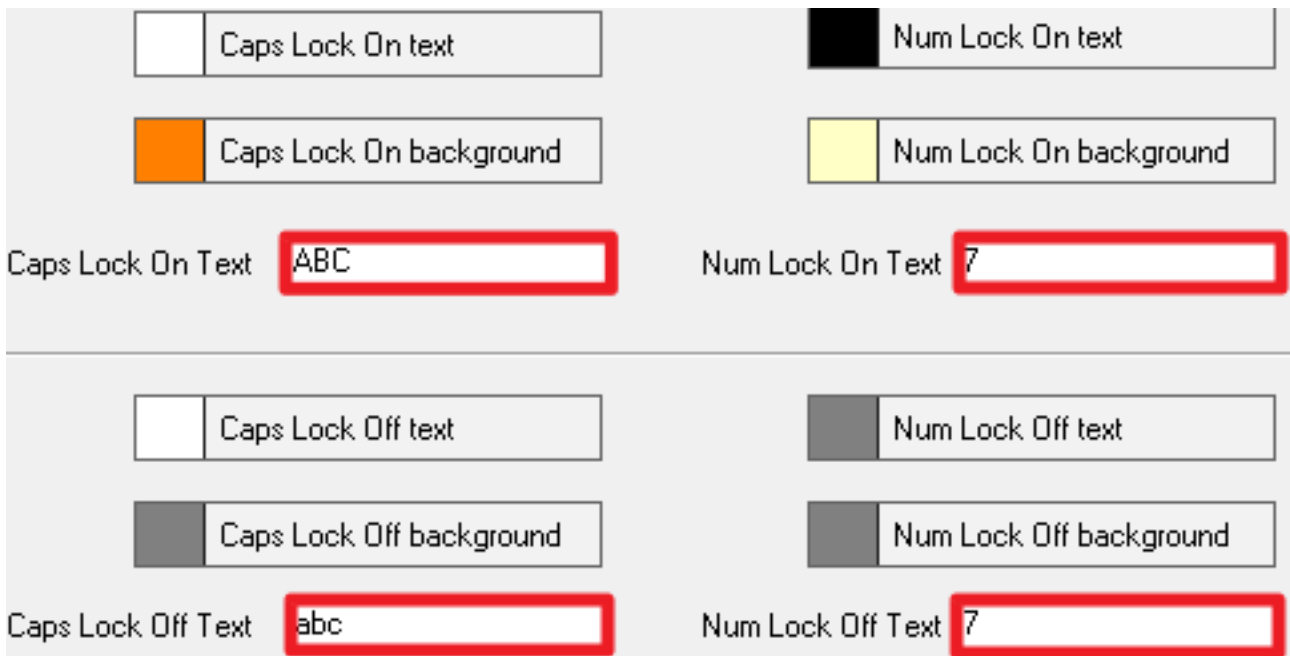 Caps Lock On text
Num Lock On text
Caps Lock On background
Num Lock On background
Caps Lock On Text ABC
Num Lock On Text 7
Caps Lock Off text
Num Lock Off text
Caps Lock Off background
Num Lock Off background
Caps Lock Off Text abc
Num Lock Off Text 7